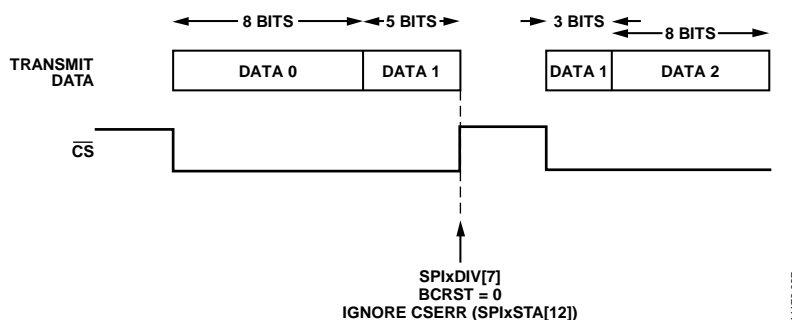 8 BITS
5 BITS
3 BITS
8 BITS
TRANSMIT
DATA
DATA 0
DATA 1
DATA 1
DATA 2
CS
SPIxDIV[7]
BCRST = 0
IGNORE CSERR (SPIxSTA[12])